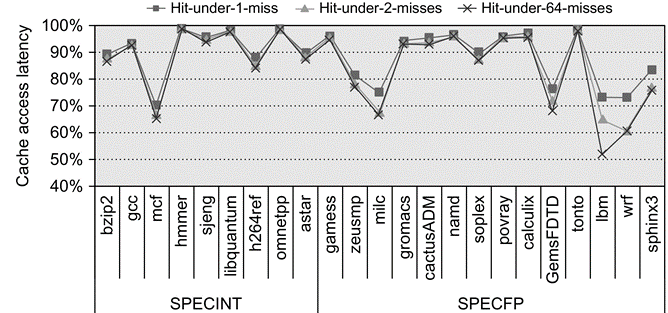 Hit-under-1-miss Hit-under-2-misses Hit-under-64-misses
Cache access latency
100%
90%
80%
70%
60%
50%
40%
bzip2 gcc mcf hmmer sjeng libquantum h264ref omnetpp astar gamess zeusmp milc gromacs cactusADM namd soplex povray calculix GemsFDTD tonto lbm wrf sphinx3
SPECINT SPECFP